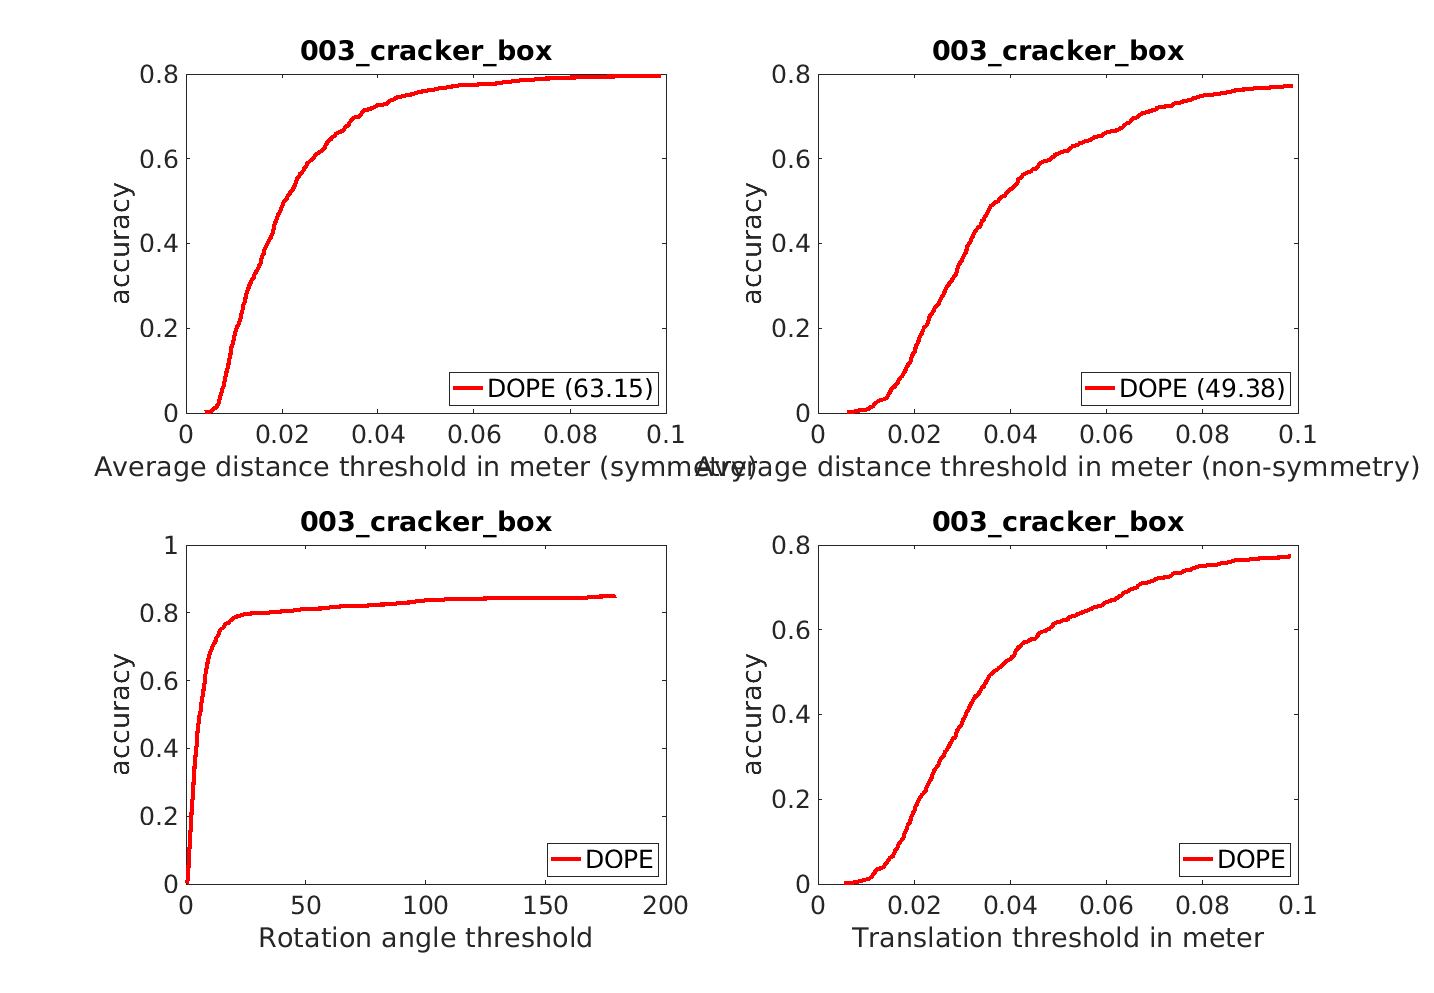 003_cracker_box
0.8
0.6
0.4
0.2
0
accuracy
DOPE (63.15)
0 0.02 0.04 0.06 0.08 0.1
Average distance threshold in meter (symmetry)
003_cracker_box
0.8
0.6
0.4
0.2
0
accuracy
DOPE (49.38)
0 0.02 0.04 0.06 0.08 0.1
Average distance threshold in meter (non-symmetry)
003_cracker_box
1
0.8
0.6
0.4
0.2
0
accuracy
DOPE
0 50 100 150 200
Rotation angle threshold
003_cracker_box
0.8
0.6
0.4
0.2
0
accuracy
DOPE
0 0.02 0.04 0.06 0.08 0.1
Translation threshold in meter